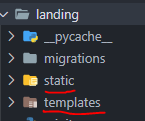 landing
__pycache__
migrations
static
templates